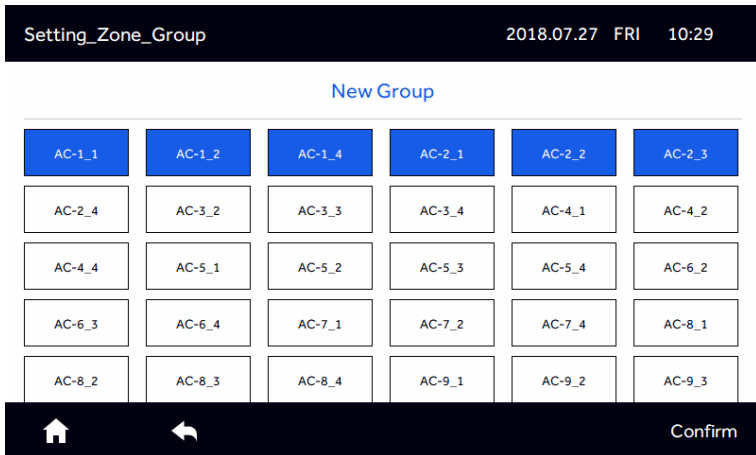 Setting_Zone_Group 2018.07.27 FRI 10:29
New Group
AC-1_1 AC-1_2 AC-1_4 AC-2_1 AC-2_2 AC-2_3
AC-2_4 AC-3_2 AC-3_3 AC-3_4 AC-4_1 AC-4_2
AC-4_4 AC-5_1 AC-5_2 AC-5_3 AC-5_4 AC-6_2
AC-6_3 AC-6_4 AC-7_1 AC-7_2 AC-7_4 AC-8_1
AC-8_2 AC-8_3 AC-8_4 AC-9_1 AC-9_2 AC-9_3
Confirm